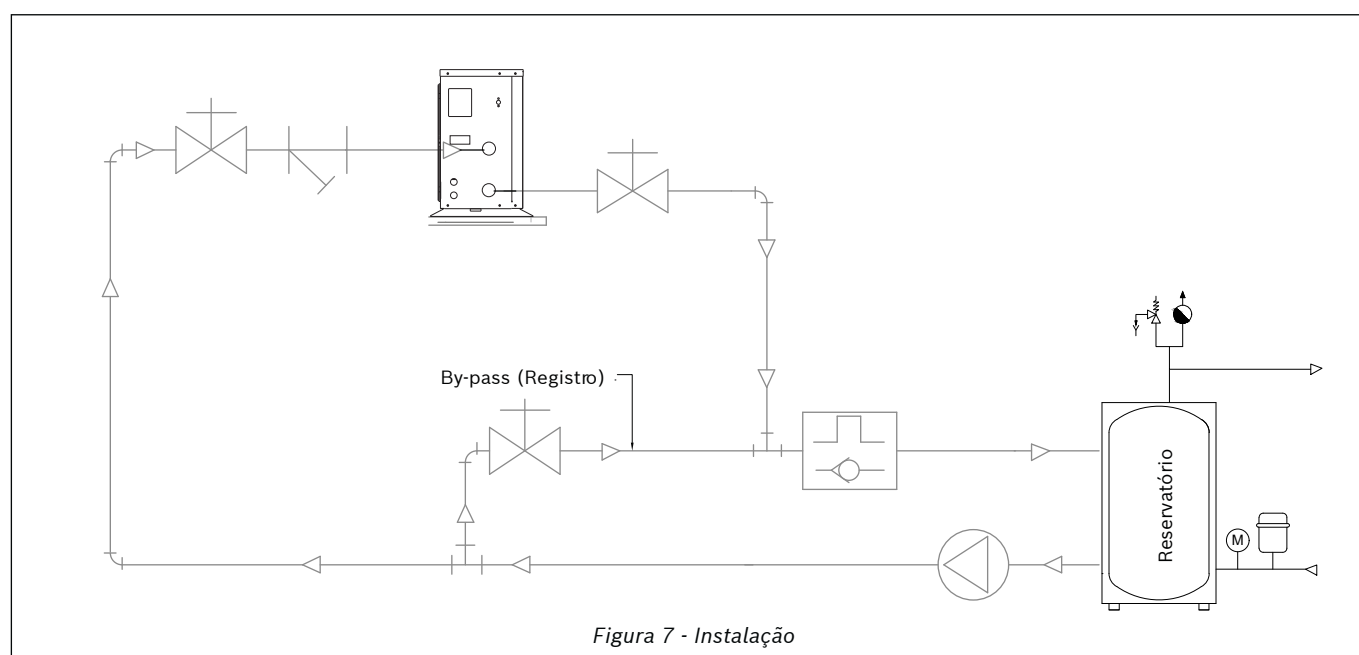 By-pass (Registro)
Reservatório
M
Figura 7 - Instalação